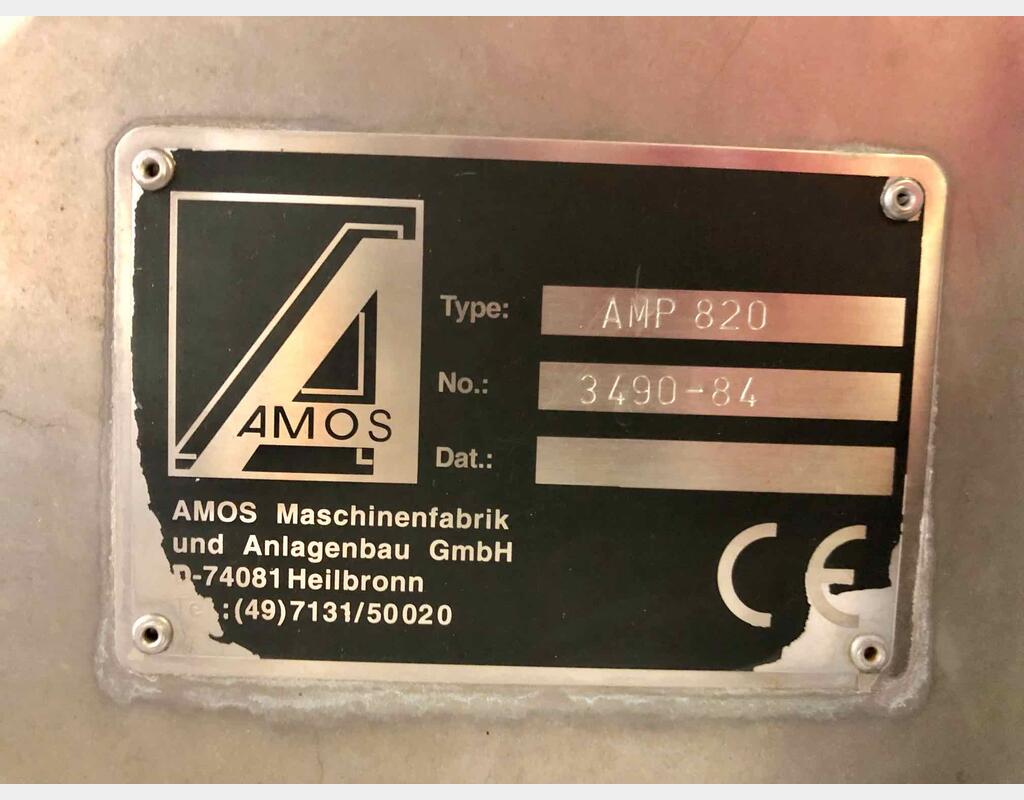 AMOS
Type: AMP 820
No.: 3490-84
Dat.:
AMOS Maschinenfabrik
und Anlagenbau GmbH
D-74081 Heilbronn
:(49)7131/50020
CE